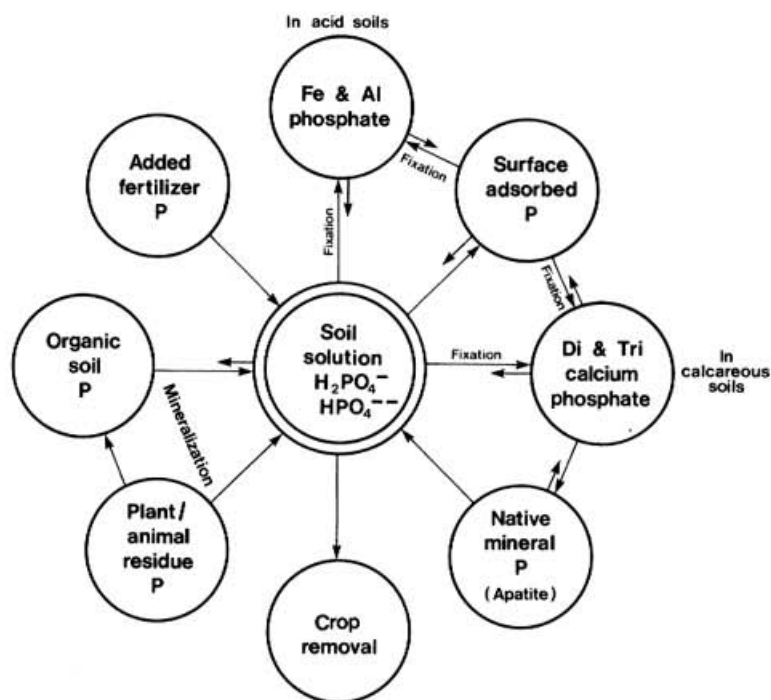 In acid soils
Fe & Al
phosphate
Added
fertilizer
P
Fixation
Surface
adsorbed
P
Fixation
Fixation
Organic
soil
P
Soil
solution
H₂PO₄⁻
HPO₄⁻⁻
Fixation
Di & Tri
calcium
phosphate
In
calcareous
soils
Mineralization
Plant/
animal
residue
P
Native
mineral
P
(Apatite)
Crop
removal